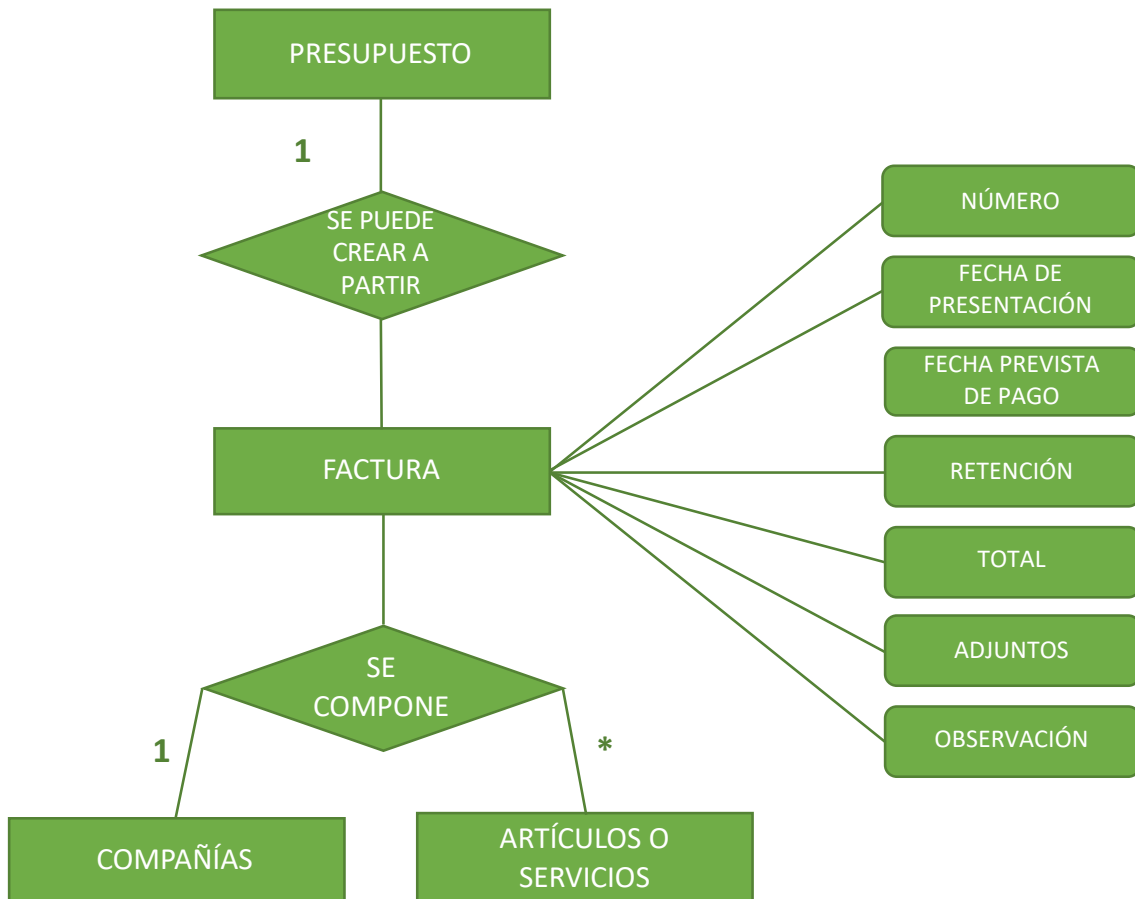 PRESUPUESTO
1
SE PUEDE
CREAR A
PARTIR
NÚMERO
FECHA DE
PRESENTACIÓN
FECHA PREVISTA
DE PAGO
FACTURA
RETENCIÓN
TOTAL
ADJUNTOS
OBSERVACIÓN
SE
COMPONE
1
*
COMPAÑÍAS
ARTÍCULOS O
SERVICIOS